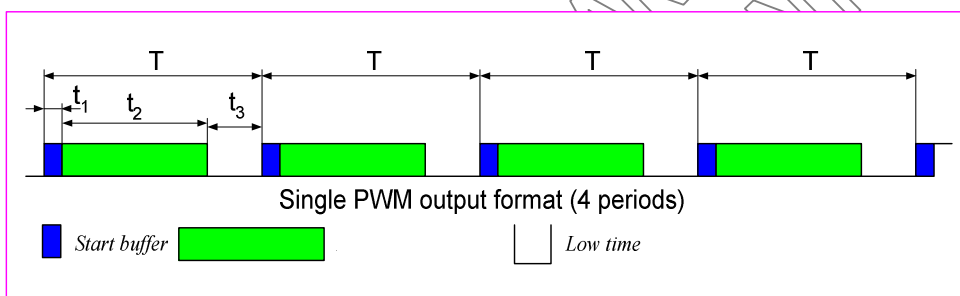 T T T T
t1 t2 t3
Single PWM output format (4 periods)
Start buffer Low time